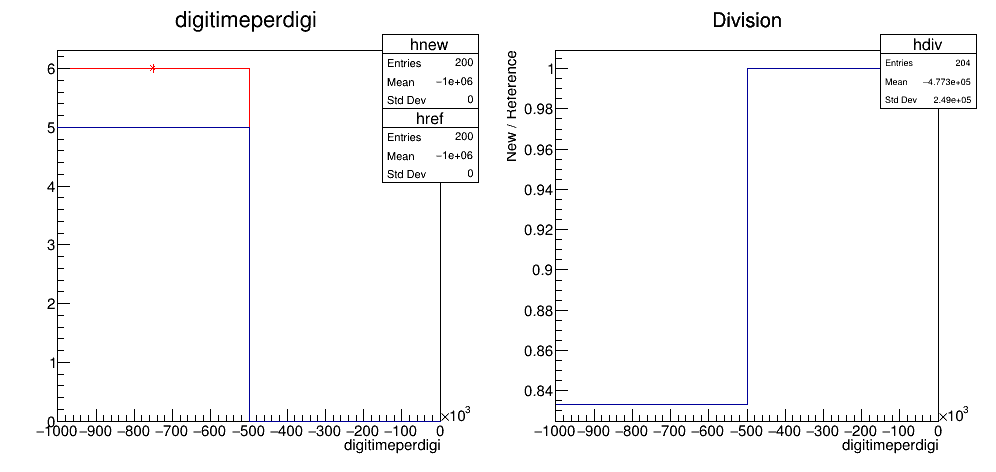 digitimeperdigi
hnew
Entries 200
Mean −1e+06
Std Dev 0
href
Entries 200
Mean −1e+06
Std Dev 0
6
5
4
3
2
1
0
−1000 −900 −800 −700 −600 −500 −400 −300 −200 −100 0
×10³
digitimeperdigi
Division
hdiv
Entries 204
Mean −4.773e+05
Std Dev 2.49e+05
New / Reference
1
0.98
0.96
0.94
0.92
0.9
0.88
0.86
0.84
−1000 −900 −800 −700 −600 −500 −400 −300 −200 −100 0
×10³
digitimeperdigi